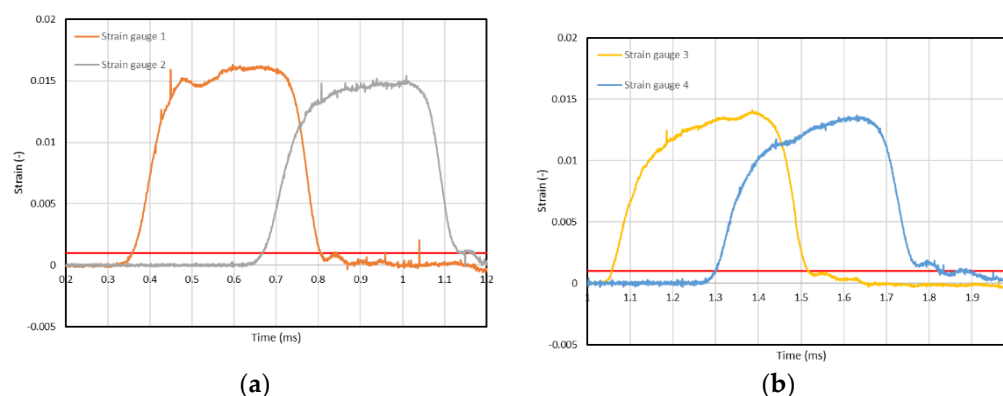 0.02
Strain gauge 1
Strain gauge 2
0.015
0.01
0.005
0
-0.005
0.2 0.3 0.4 0.5 0.6 0.7 0.8 0.9 1 1.1 1.2
Strain (-)
Time (ms)
(a)
0.02
Strain gauge 3
Strain gauge 4
0.015
0.01
0.005
0
-0.005
1 1.1 1.2 1.3 1.4 1.5 1.6 1.7 1.8 1.9
Strain (-)
Time (ms)
(b)